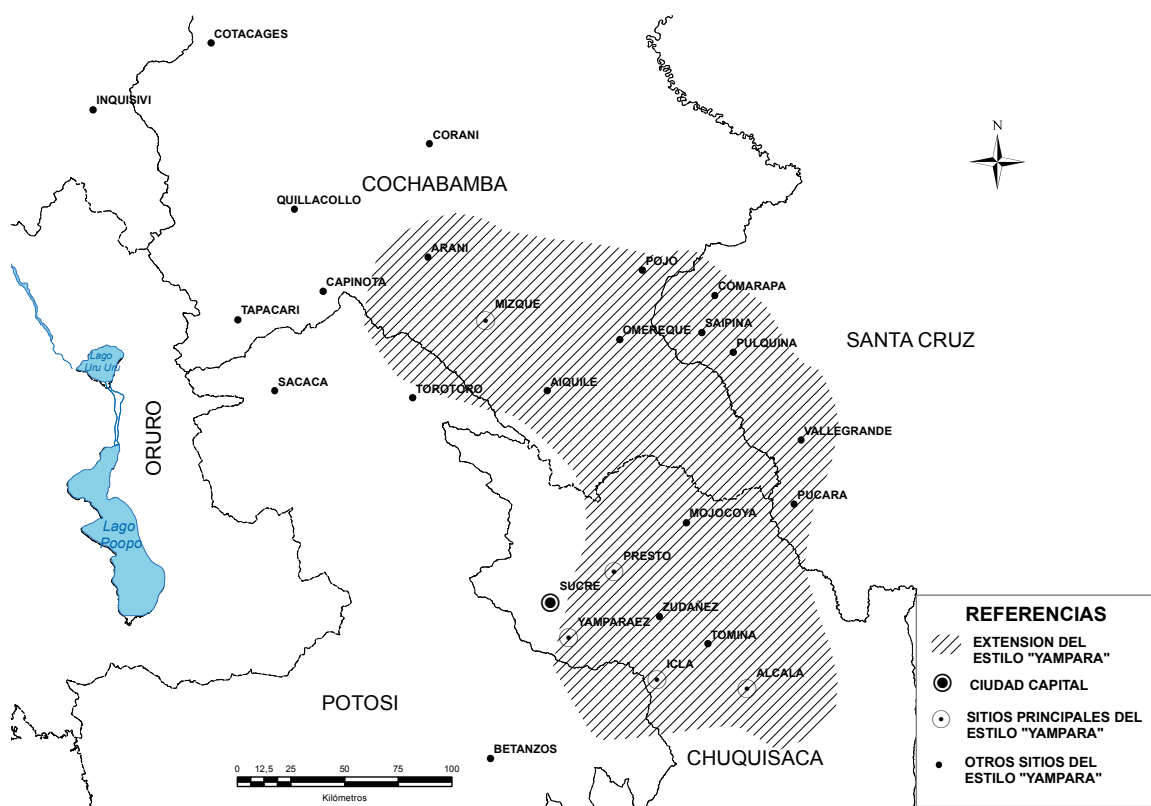 COTACAGES
INQUISIVI
N
CORANI
COCHABAMBA
QUILLACOLLO
ARANI
POJO
CAPINOTA
COMARAPA
MIZQUE
TAPACARI
OMEREQUE
SAIPINA
PULQUINA
SANTA CRUZ
Lago
Uru Uru
SACACA
TOROTORO
AIQUILE
ORURO
VALLEGRANDE
PUCARA
MOJOCOYA
Lago
Poopo
PRESTO
SUCRE
ZUDAÑEZ
YAMPARAEZ
TOMINA
ICLA
ALCALA
POTOSI
BETANZOS
CHUQUISACA
0 12,5 25 50 75 100
Kilómetros
REFERENCIAS
EXTENSION DEL
ESTILO "YAMPARA"
CIUDAD CAPITAL
SITIOS PRINCIPALES DEL
ESTILO "YAMPARA"
OTROS SITIOS DEL
ESTILO "YAMPARA"